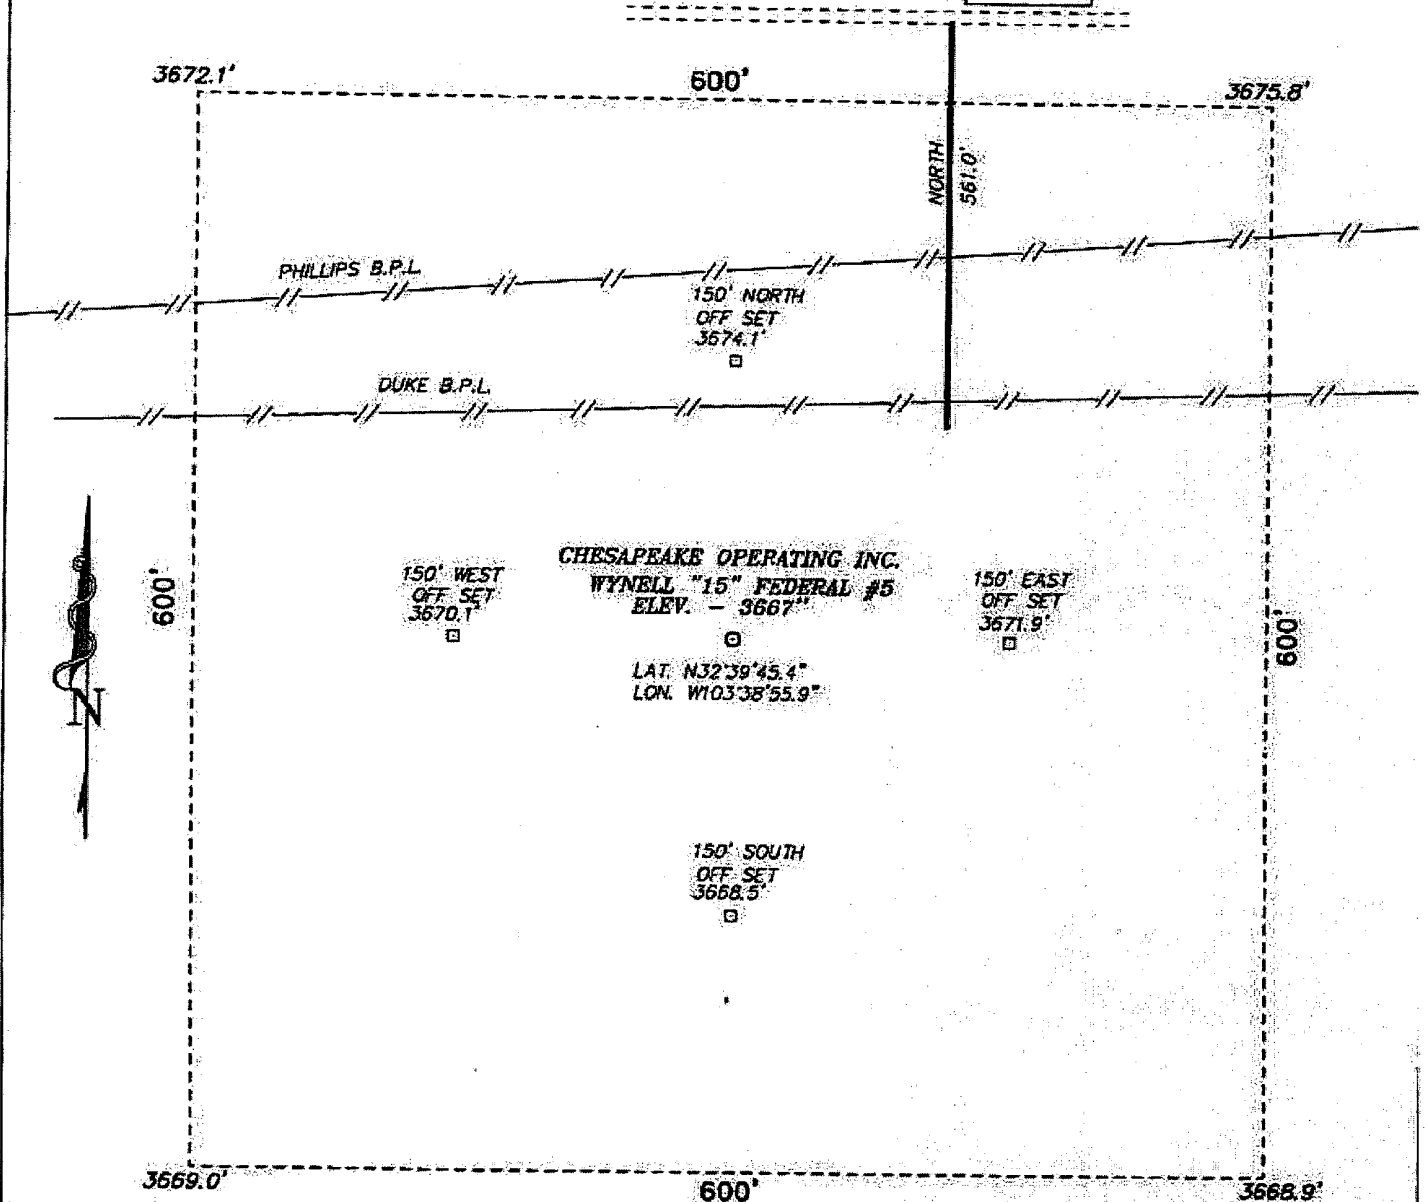 600'
3672.1'
3675.8'
NORTH
561.0'
PHILLIPS B.P.L.
150' NORTH
OFF SET
3674.1'
DUKE B.P.L.
CHESAPEAKE OPERATING INC.
WYNELL "15" FEDERAL #5
ELEV. - 3667"
150' WEST
OFF SET
3670.1'
150' EAST
OFF SET
3671.9'
600'
600'
LAT. N32°39'45.4"
LON. W103°38'55.9"
N
150' SOUTH
OFF SET
3668.5'
3669.0'
600'
3668.9'